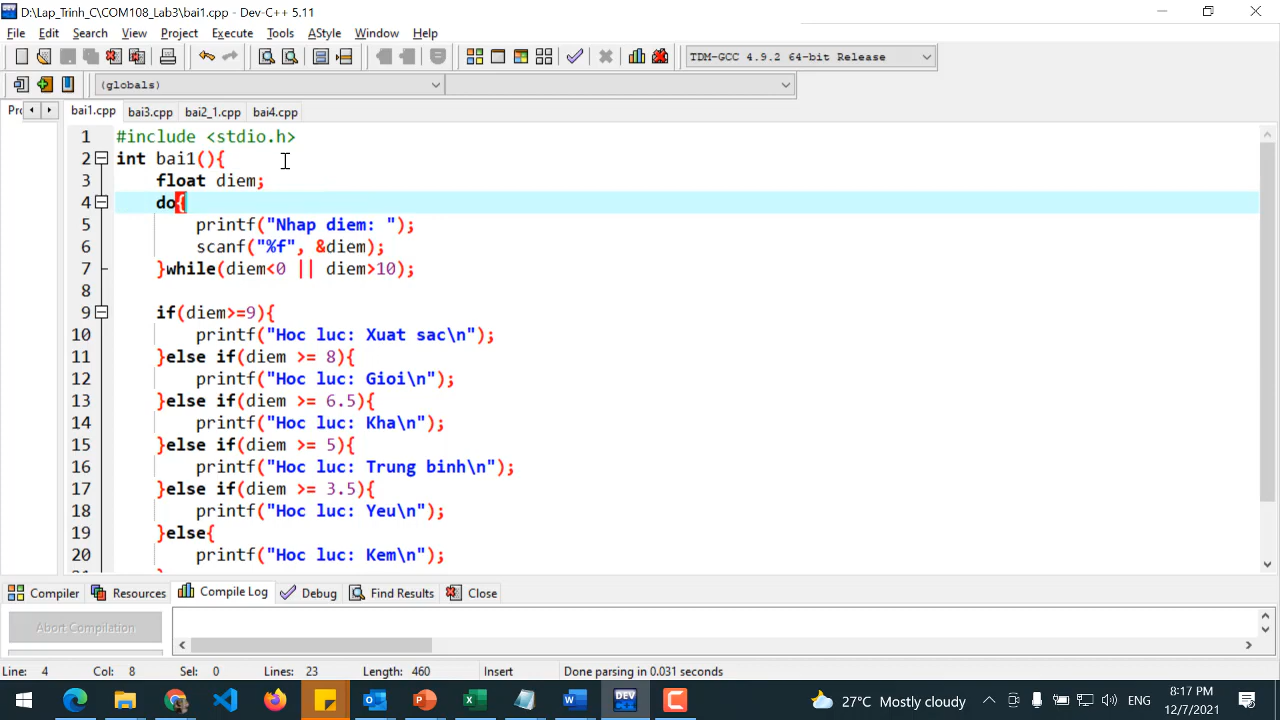 D:\Lap_Trinh_C\COM108_Lab3\bai1.cpp - Dev-C++ 5.11
File Edit Search View Project Execute Tools AStyle Window Help
TDM-GCC 4.9.2 64-bit Release
(globals)
bai1.cpp bai3.cpp bai2_1.cpp bai4.cpp
1 #include <stdio.h>
2 int bai1(){
3 float diem;
4 do{
5 printf("Nhap diem: ");
6 scanf("%f", &diem);
7 }while(diem<0 || diem>10);
8
9 if(diem>=9){
10 printf("Hoc luc: Xuat sac\n");
11 }else if(diem >= 8){
12 printf("Hoc luc: Gioi\n");
13 }else if(diem >= 6.5){
14 printf("Hoc luc: Kha\n");
15 }else if(diem >= 5){
16 printf("Hoc luc: Trung binh\n");
17 }else if(diem >= 3.5){
18 printf("Hoc luc: Yeu\n");
19 }else{
20 printf("Hoc luc: Kem\n");
Compiler Resources Compile Log Debug Find Results Close
Abort Compilation
Line: 4 Col: 8 Sel: 0 Lines: 23 Length: 460 Insert Done parsing in 0.031 seconds
DEV
27°C Mostly cloudy ENG
8:17 PM
12/7/2021